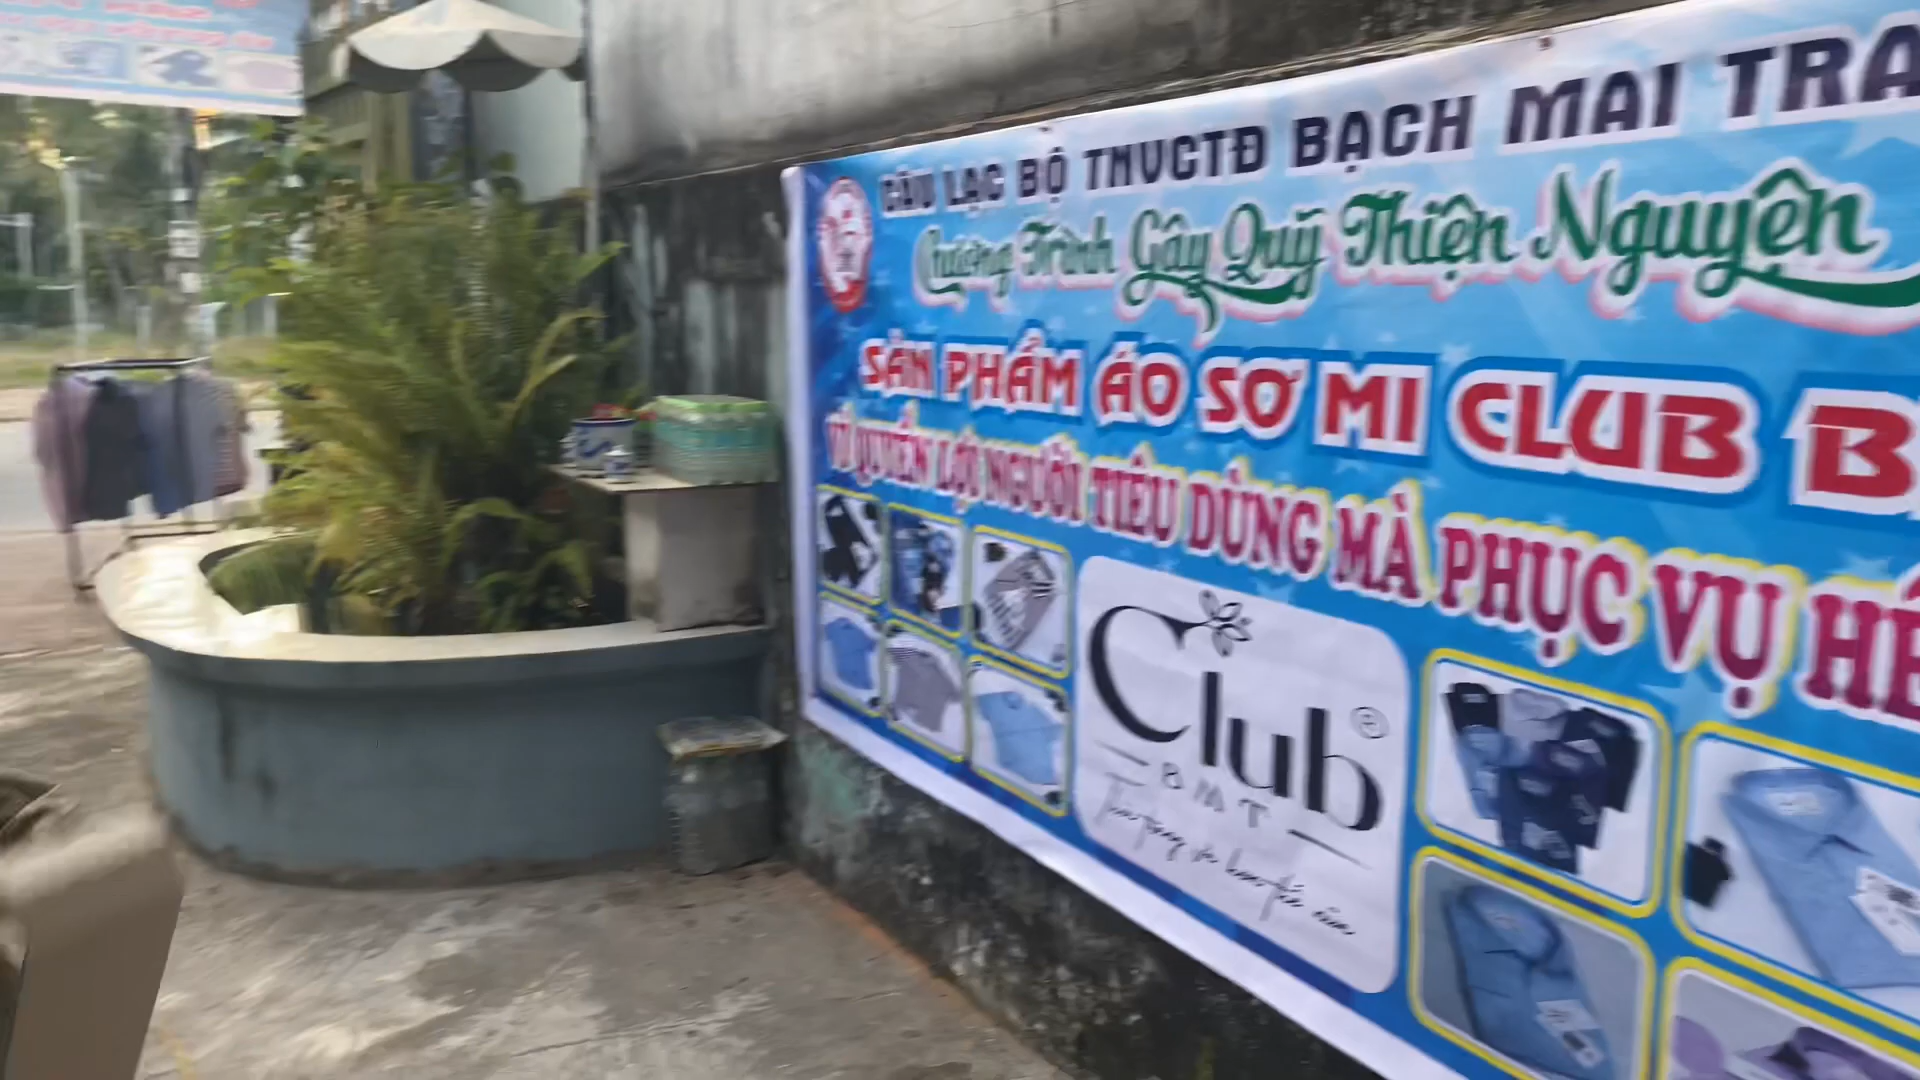 CÂU LẠC BỘ TNVCTĐ BẠCH MAI TRA
Chương Trình Gây Quỹ Thiện Nguyện
SẢN PHẨM ÁO SƠ MI CLUB B
VÌ QUYỀN LỢI NGƯỜI TIÊU DÙNG MÀ PHỤC VỤ HẾ
Club ®
BMT